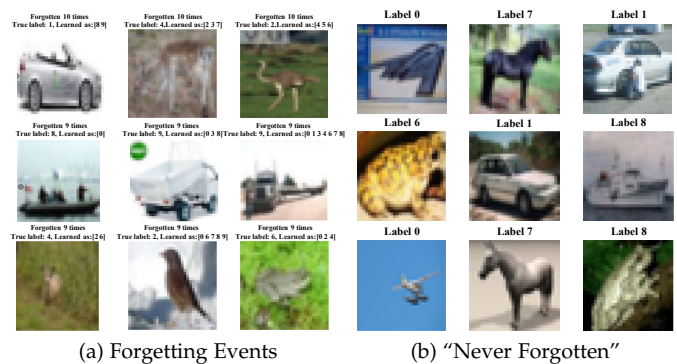 Forgotten 10 times
True label: 1, Learned as:[8 9]
Forgotten 10 times
True label: 4,Learned as:[2 3 7]
Forgotten 10 times
True label: 2,Learned as:[4 5 6]
Forgotten 9 times
True label: 8, Learned as:[0]
Forgotten 9 times
True label: 9, Learned as:[0 3 8]
Forgotten 9 times
True label: 9, Learned as:[0 1 3 4 6 7 8]
Forgotten 9 times
True label: 4, Learned as:[2 6]
Forgotten 9 times
True label: 2, Learned as:[0 6 7 8 9]
Forgotten 9 times
True label: 6, Learned as:[0 2 4]
(a) Forgetting Events
Label 0
Label 7
Label 1
Label 6
Label 1
Label 8
Label 0
Label 7
Label 8
(b) “Never Forgotten”